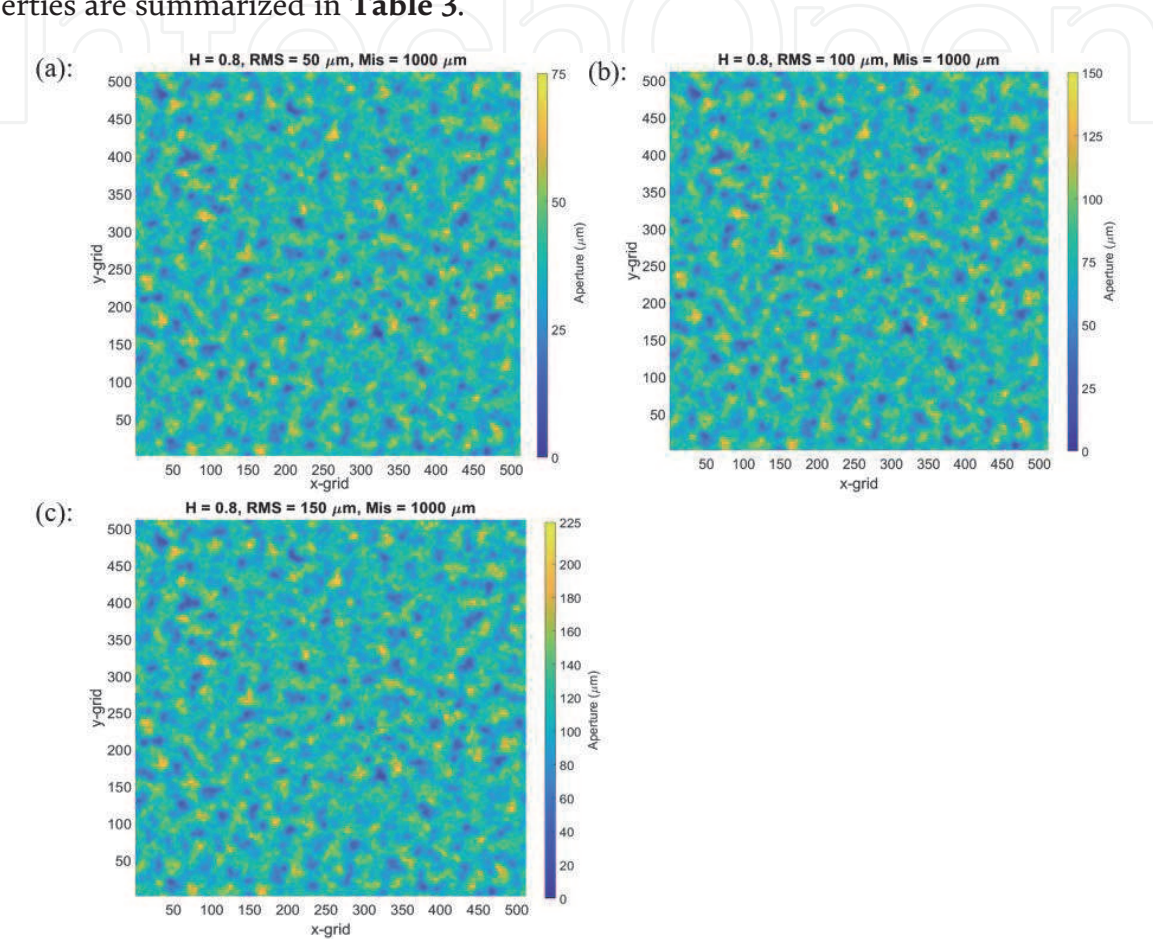 erties are summarized in Table 3.
(a):
H = 0.8, RMS = 50 μm, Mis = 1000 μm
500
450
400
350
300
250
200
150
100
50
y-grid
50 100 150 200 250 300 350 400 450 500
x-grid
75
50
25
0
Aperture (μm)
(b):
H = 0.8, RMS = 100 μm, Mis = 1000 μm
500
450
400
350
300
250
200
150
100
50
y-grid
50 100 150 200 250 300 350 400 450 500
x-grid
150
125
100
75
50
25
0
Aperture (μm)
(c):
H = 0.8, RMS = 150 μm, Mis = 1000 μm
500
450
400
350
300
250
200
150
100
50
y-grid
50 100 150 200 250 300 350 400 450 500
x-grid
225
200
180
160
140
120
100
80
60
40
20
0
Aperture (μm)